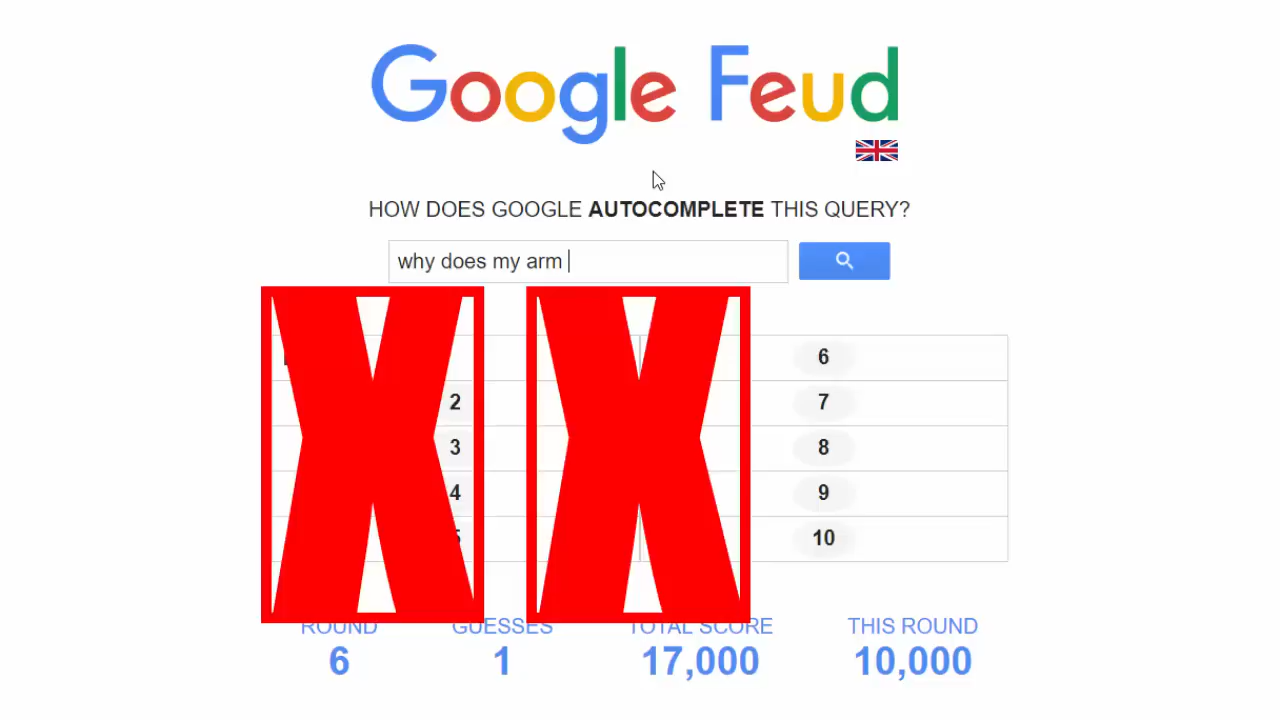 Google Feud
HOW DOES GOOGLE AUTOCOMPLETE THIS QUERY?
why does my arm
X X
6
2 7
3 8
4 9
5 10
ROUND GUESSES TOTAL SCORE THIS ROUND
6 1 17,000 10,000